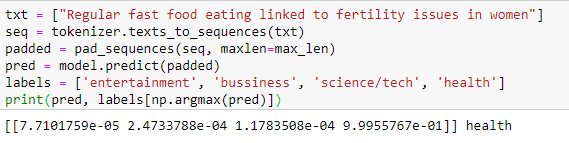 txt = ["Regular fast food eating linked to fertility issues in women"]
seq = tokenizer.texts_to_sequences(txt)
padded = pad_sequences(seq, maxlen=max_len)
pred = model.predict(padded)
labels = ['entertainment', 'bussiness', 'science/tech', 'health']
print(pred, labels[np.argmax(pred)])
[[7.7101759e-05 2.4733788e-04 1.1783508e-04 9.9955767e-01]] health